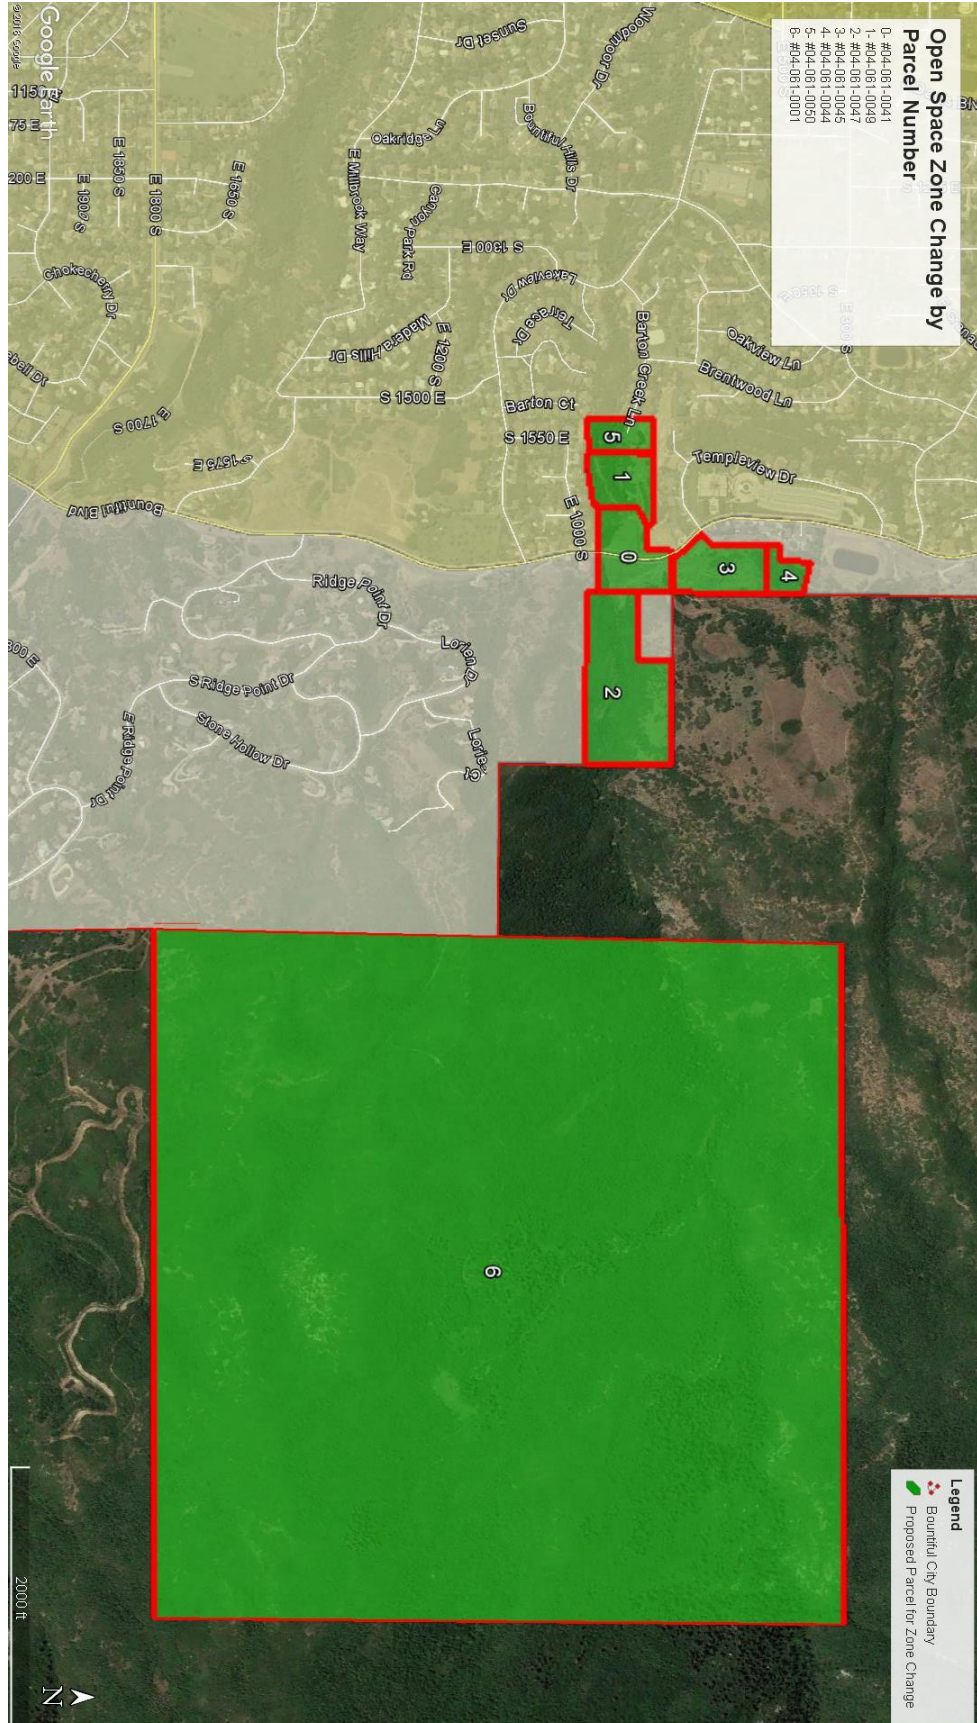 Open Space Zone Change by
Parcel Number
0- #04-061-0041
1- #04-061-0049
2- #04-061-0047
3- #04-061-0045
4- #04-061-0044
5- #04-061-0050
6- #04-061-0001
Legend
Bountiful City Boundary
Proposed Parcel for Zone Change
Oakview Ln
Brentwood Ln
Templeview Dr
Woodmoor Dr
Bountiful Hills Dr
Sunset Dr
Oakridge Ln
E Millbrook Way
Canyon Park Rd
S 1300 E
Lakeview Dr
Terrace Dr
Barton Creek Ln
Barton Ct
S 1550 E
E 1000 S
E 1200 S
Madera Hills Dr
S 1500 E
S 1575 E
E 1700 S
Bountiful Blvd
E 1650 S
E 1800 S
E 1850 S
E 1900 S
200 E
Chokecherry Dr
bell Dr
Ridge Point Dr
Lorien Dr
S Ridge Point Dr
Stone Hollow Dr
E Ridge Point Dr
4
3
0
1
5
2
6
Google Earth
©2018 Google
2000 ft
N